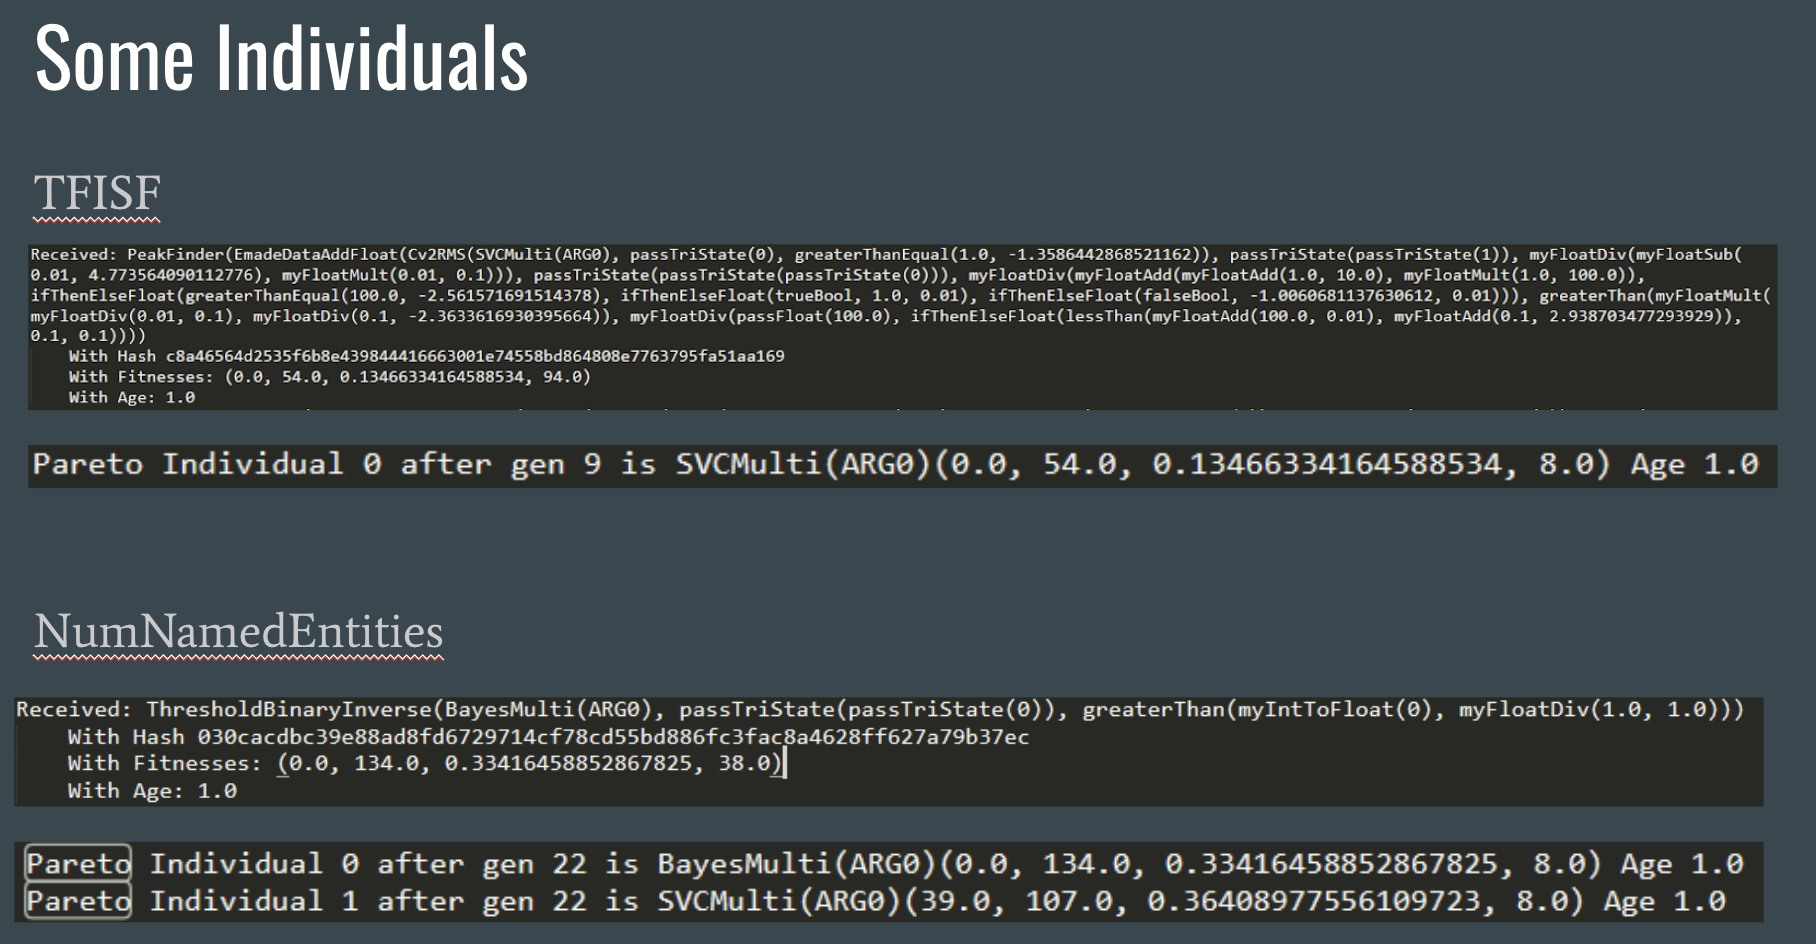 Some Individuals
TFISF
Received: PeakFinder(EmadeDataAddFloat(Cv2RMS(SVCMulti(ARG0), passTriState(0), greaterThanEqual(1.0, -1.3586442868521162)), passTriState(passTriState(1)), myFloatDiv(myFloatSub(
0.01, 4.773564090112776), myFloatMult(0.01, 0.1))), passTriState(passTriState(passTriState(0))), myFloatDiv(myFloatAdd(myFloatAdd(1.0, 10.0), myFloatMult(1.0, 100.0)),
ifThenElseFloat(greaterThanEqual(100.0, -2.561571691514378), ifThenElseFloat(trueBool, 1.0, 0.01), ifThenElseFloat(falseBool, -1.0060681137630612, 0.01))), greaterThan(myFloatMult(
myFloatDiv(0.01, 0.1), myFloatDiv(0.1, -2.3633616930395664)), myFloatDiv(passFloat(100.0), ifThenElseFloat(lessThan(myFloatAdd(100.0, 0.01), myFloatAdd(0.1, 2.938703477293929)),
0.1, 0.1))))
With Hash c8a46564d2535f6b8e439844416663001e74558bd864808e7763795fa51aa169
With Fitnesses: (0.0, 54.0, 0.13466334164588534, 94.0)
With Age: 1.0
Pareto Individual 0 after gen 9 is SVCMulti(ARG0)(0.0, 54.0, 0.13466334164588534, 8.0) Age 1.0
NumNamedEntities
Received: ThresholdBinaryInverse(BayesMulti(ARG0), passTriState(passTriState(0)), greaterThan(myIntToFloat(0), myFloatDiv(1.0, 1.0)))
With Hash 030cacdbc39e88ad8fd6729714cf78cd55bd886fc3fac8a4628ff627a79b37ec
With Fitnesses: (0.0, 134.0, 0.33416458852867825, 38.0)
With Age: 1.0
Pareto Individual 0 after gen 22 is BayesMulti(ARG0)(0.0, 134.0, 0.33416458852867825, 8.0) Age 1.0
Pareto Individual 1 after gen 22 is SVCMulti(ARG0)(39.0, 107.0, 0.36408977556109723, 8.0) Age 1.0